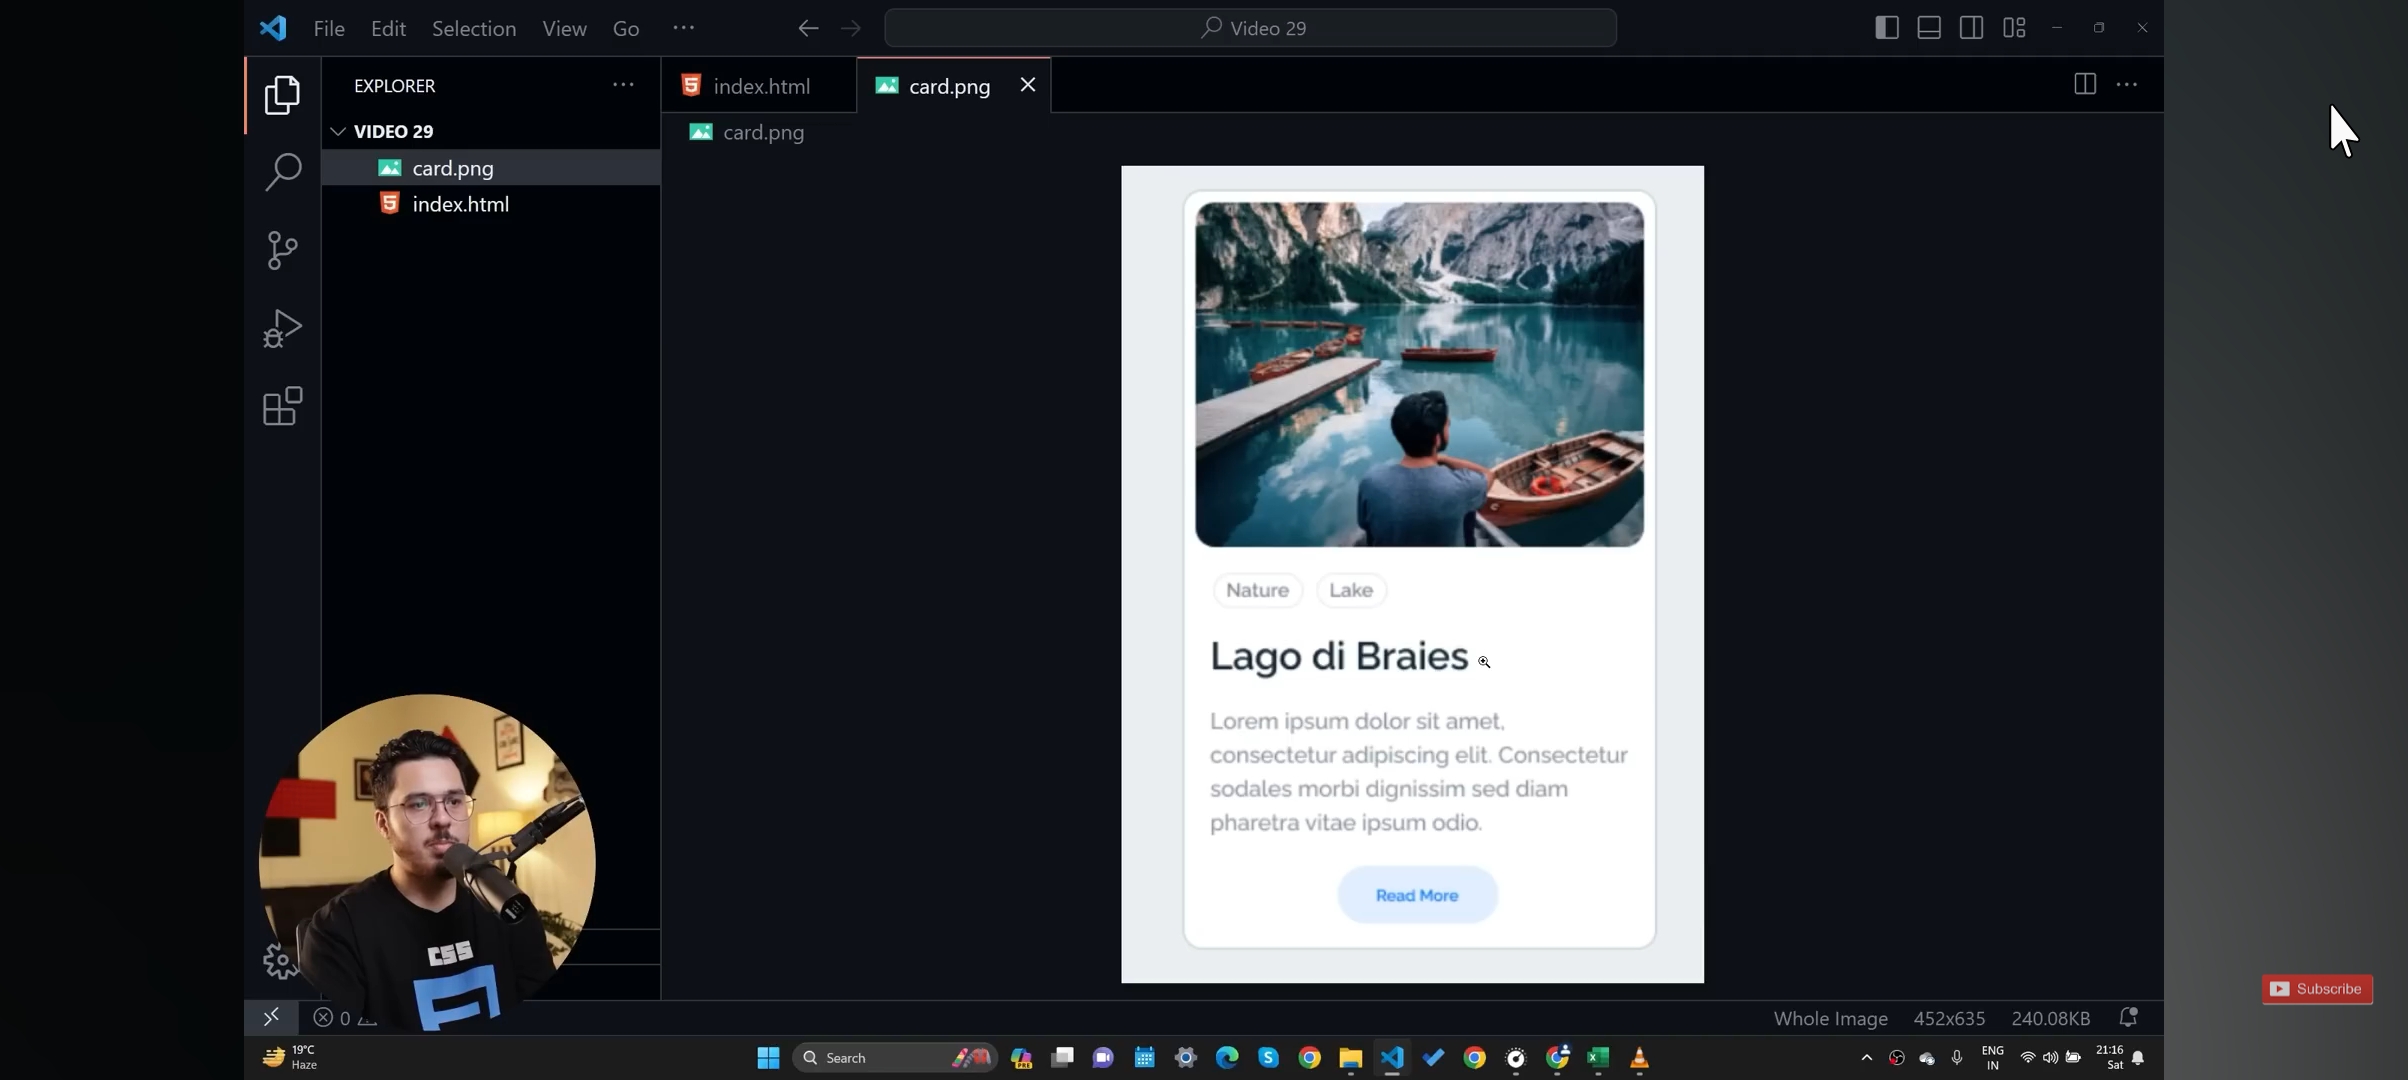 File Edit Selection View Go ···
Video 29
EXPLORER
index.html
card.png
VIDEO 29
card.png
card.png
index.html
Nature
Lake
Lago di Braies
Lorem ipsum dolor sit amet,
consectetur adipiscing elit. Consectetur
sodales morbi dignissim sed diam
pharetra vitae ipsum odio.
Read More
CSS
Subscribe
0
Whole Image
452x635
240.08KB
19°C
Haze
Search
PRE
ENG
IN
21:16
Sat